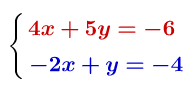 4x + 5y = −6
−2x + y = −4